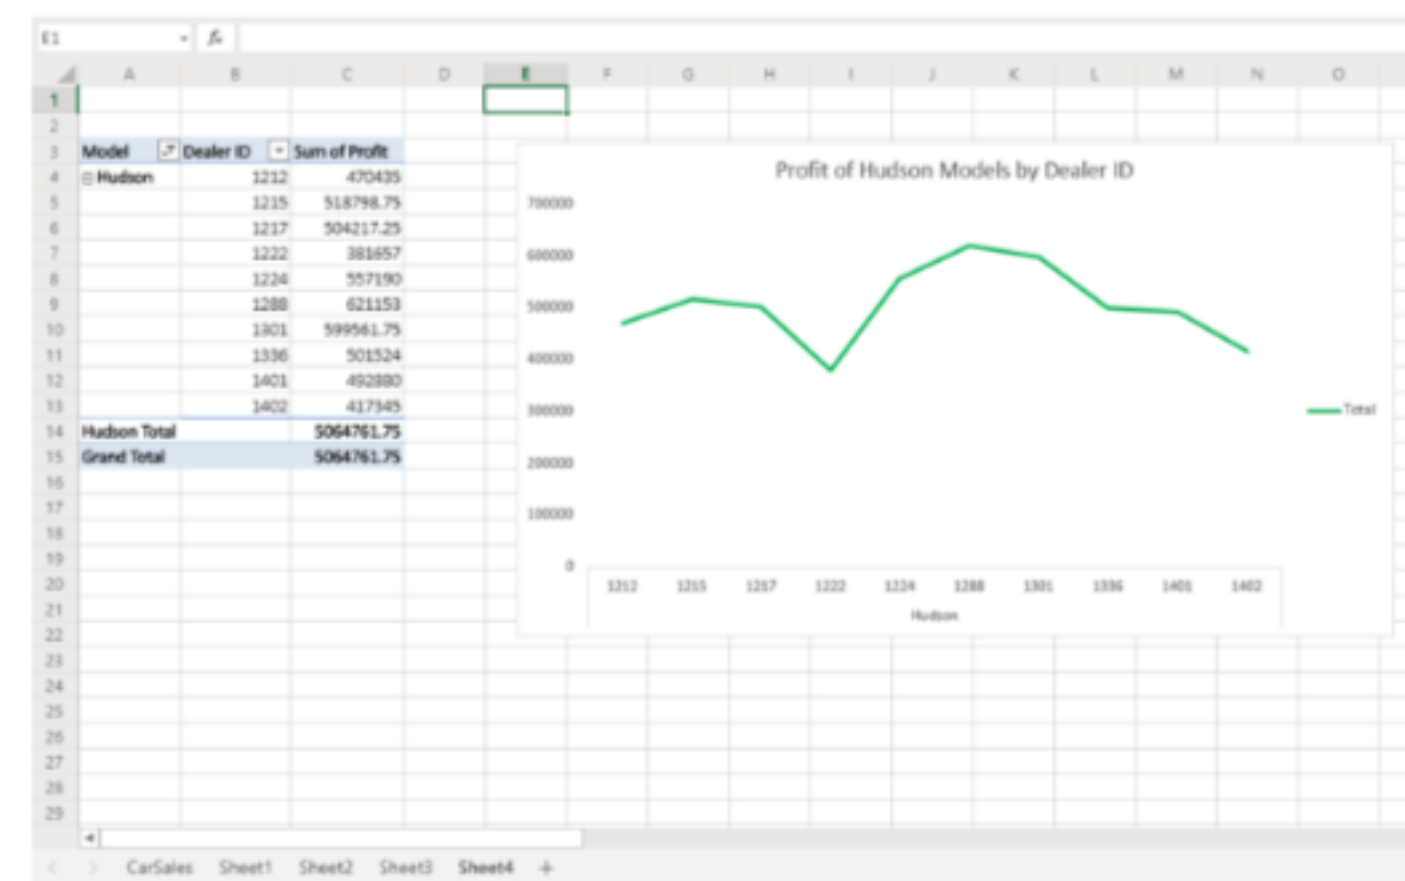 E1 fx
A B C D E F G H I J K L M N O
1
2
3 Model Dealer ID Sum of Profit
4 Hudson 1212 470435
5 1215 518798.75
6 1217 504217.25
7 1222 381657
8 1224 557190
9 1288 621153
10 1301 599561.75
11 1336 501524
12 1401 492880
13 1402 417345
14 Hudson Total 5064761.75
15 Grand Total 5064761.75
16
17
18
19
20
21
22
23
24
25
26
27
28
29
Profit of Hudson Models by Dealer ID
700000
600000
500000
400000
300000
200000
100000
0
1212 1215 1217 1222 1224 1288 1301 1336 1401 1402
Hudson
Total
CarSales Sheet1 Sheet2 Sheet3 Sheet4 +